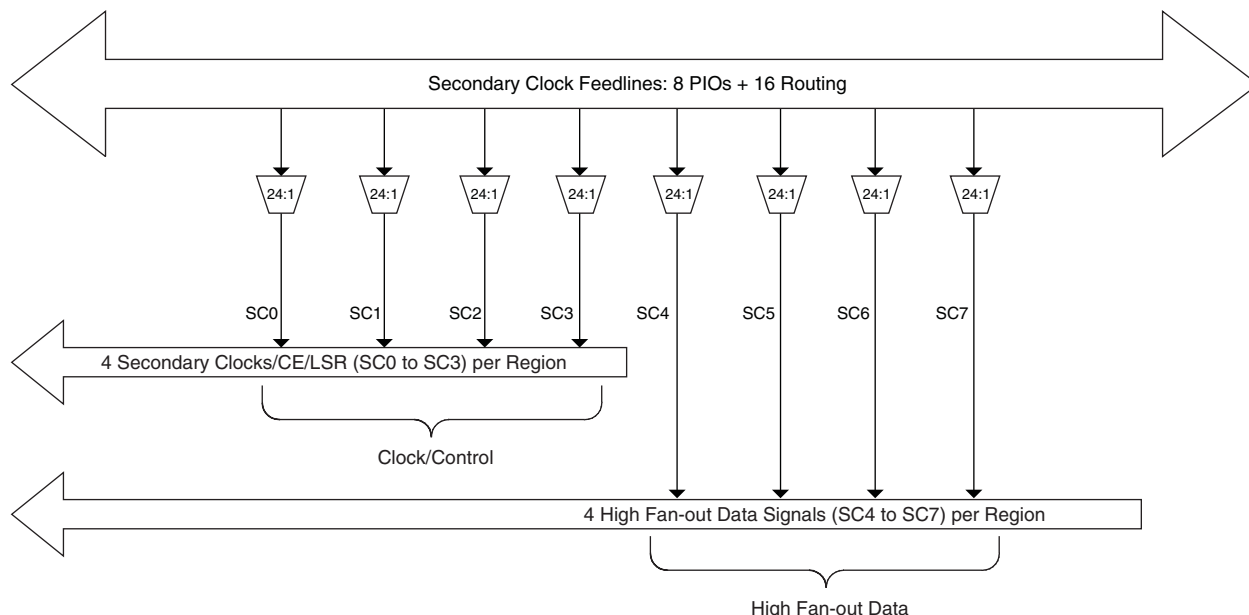 Secondary Clock Feedlines: 8 PIOs + 16 Routing
24:1 24:1 24:1 24:1 24:1 24:1 24:1 24:1
SC0 SC1 SC2 SC3 SC4 SC5 SC6 SC7
4 Secondary Clocks/CE/LSR (SC0 to SC3) per Region
Clock/Control
4 High Fan-out Data Signals (SC4 to SC7) per Region
High Fan-out Data